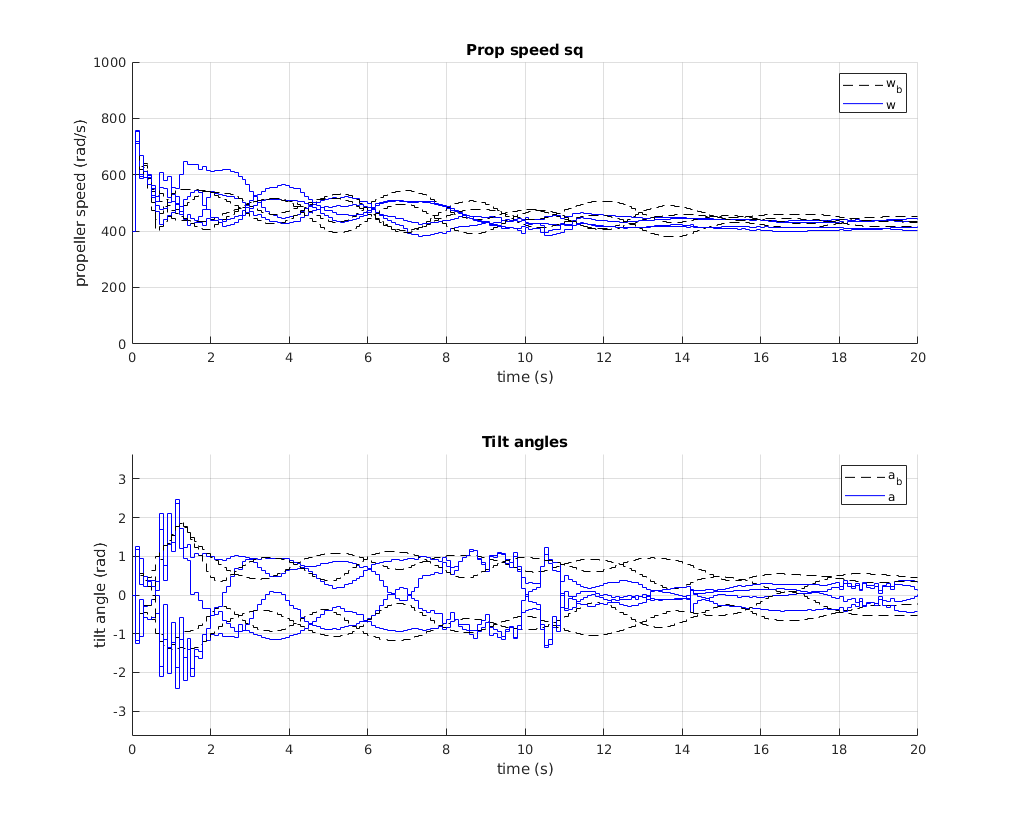 Prop speed sq
1000
800
600
400
200
0
propeller speed (rad/s)
w_b
w
0 2 4 6 8 10 12 14 16 18 20
time (s)
Tilt angles
3
2
1
0
-1
-2
-3
tilt angle (rad)
a_b
a
0 2 4 6 8 10 12 14 16 18 20
time (s)